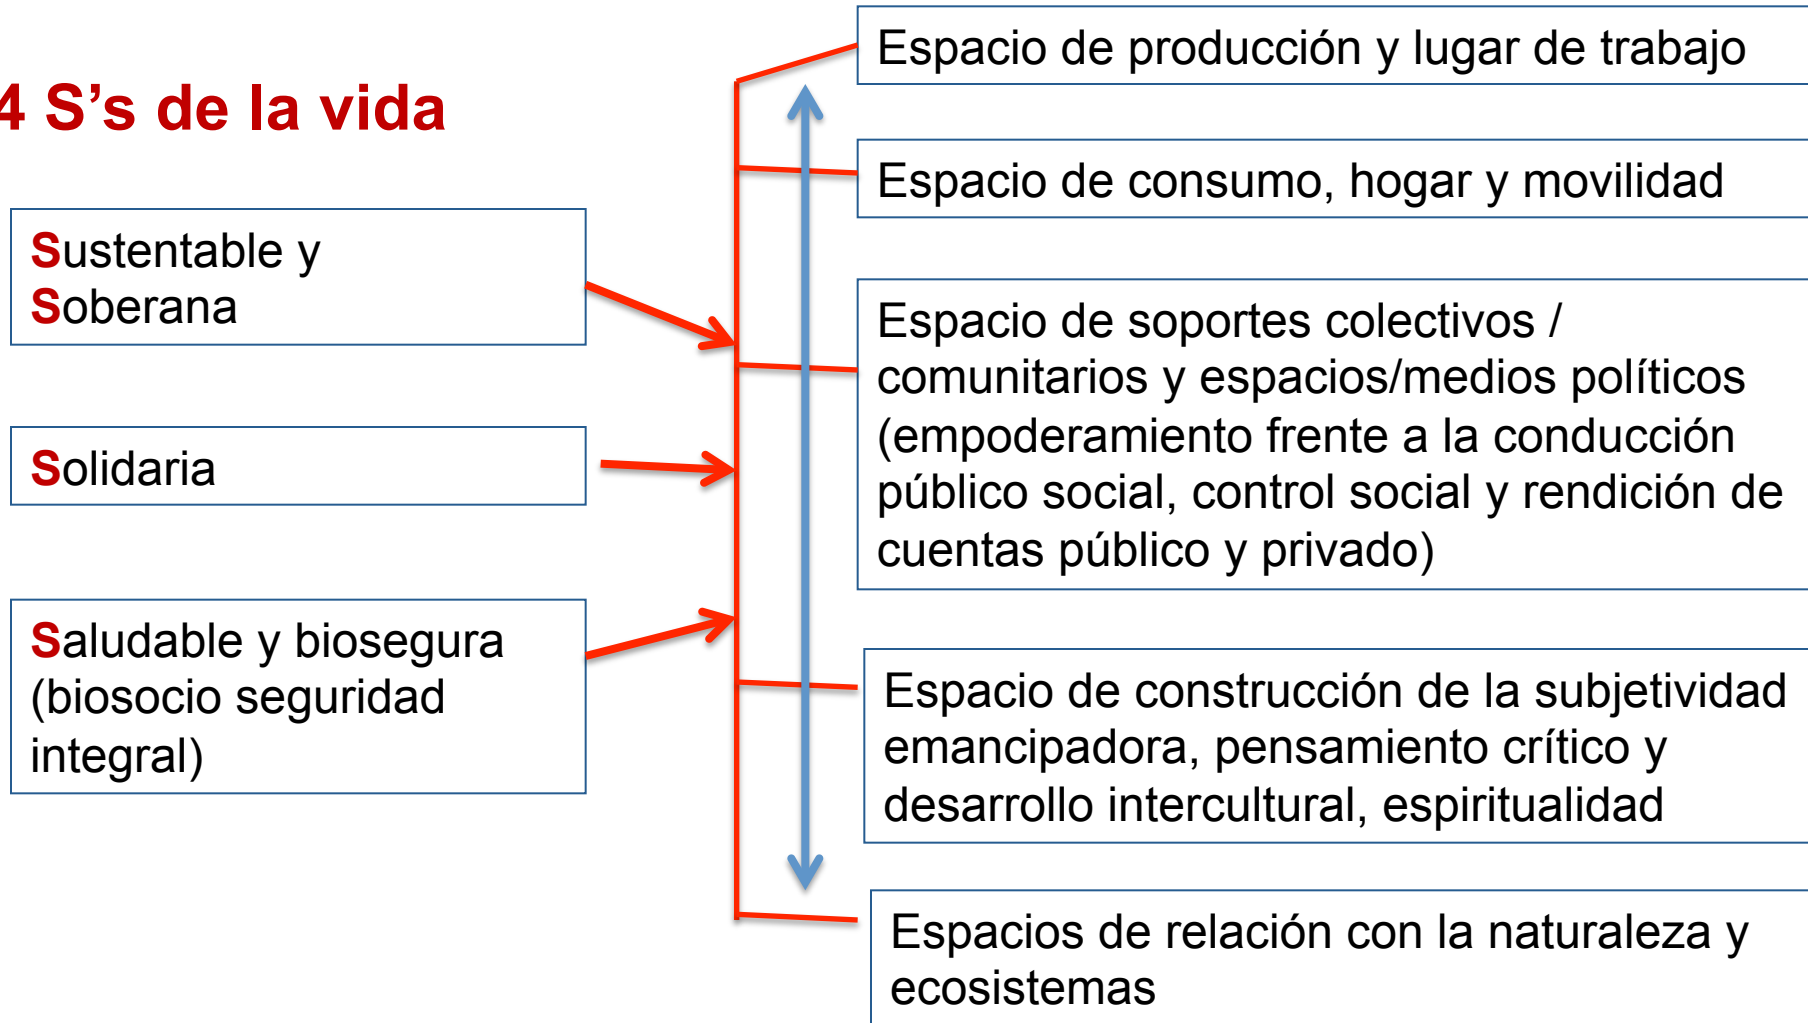 4 S’s de la vida
Sustentable y
Soberana
Solidaria
Saludable y biosegura
(biosocio seguridad
integral)
Espacio de producción y lugar de trabajo
Espacio de consumo, hogar y movilidad
Espacio de soportes colectivos /
comunitarios y espacios/medios políticos
(empoderamiento frente a la conducción
público social, control social y rendición de
cuentas público y privado)
Espacio de construcción de la subjetividad
emancipadora, pensamiento crítico y
desarrollo intercultural, espiritualidad
Espacios de relación con la naturaleza y
ecosistemas